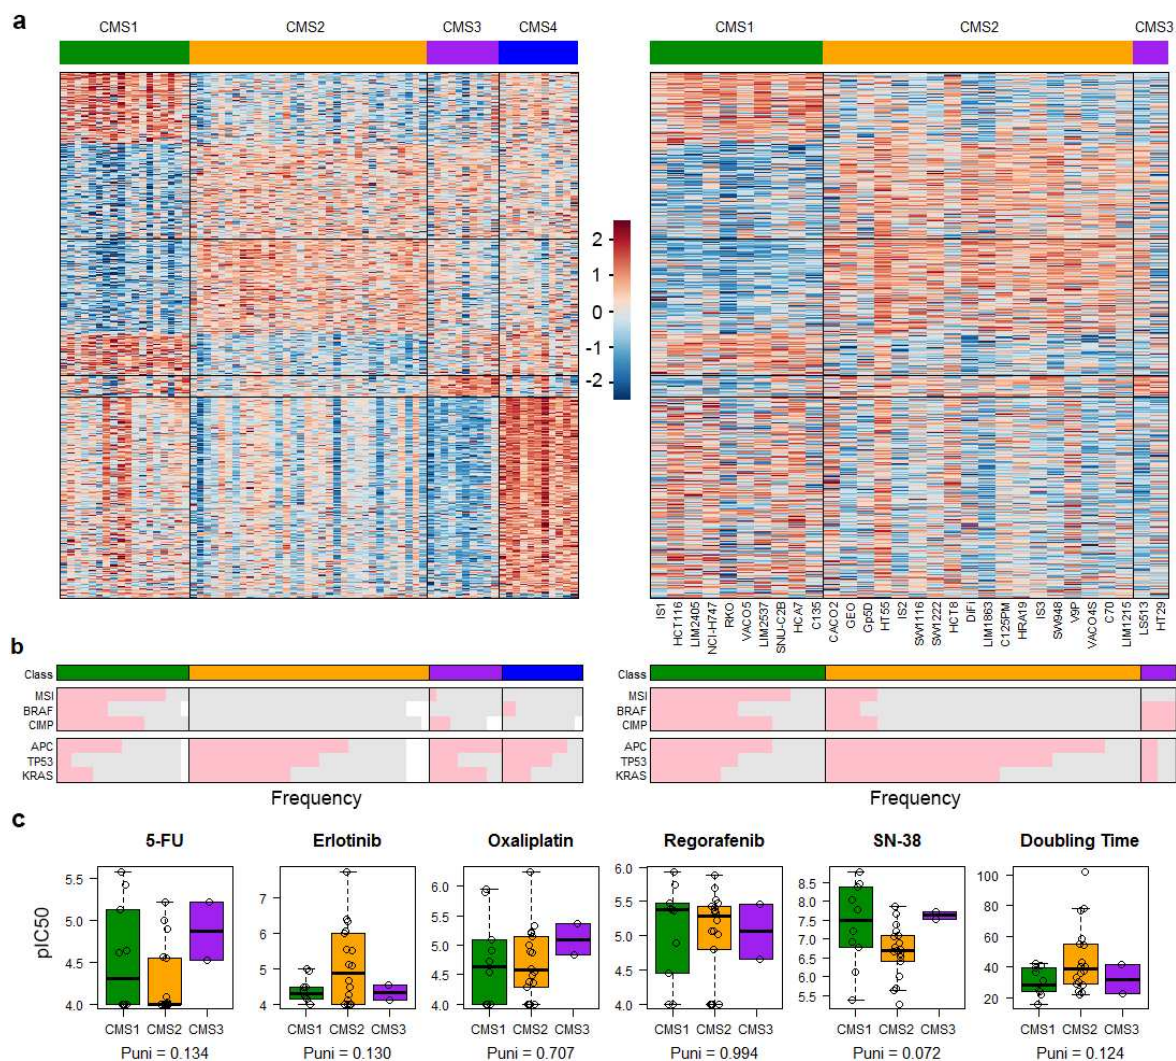 a
CMS1 CMS2 CMS3 CMS4 CMS1 CMS2 CMS3
2
1
0
-1
-2
IS1 HCT116 LIM2405 NCI-H747 RKO VACO5 LIM2537 SNU-C2B HCA7 C135 CACO2 GEO Gp5D HT55 IS2 SW1116 SW1222 HCT8 DiFi LIM1863 C125PM HRA19 IS3 SW948 V9P VACO4S C70 LIM1215 LS513 HT29
b
Class Class
MSI MSI
BRAF BRAF
CIMP CIMP
APC APC
TP53 TP53
KRAS KRAS
Frequency Frequency
c
5-FU Erlotinib Oxaliplatin Regorafenib SN-38 Doubling Time
pIC50
5.5
5.0
4.5
4.0
7
6
5
4
6.0
5.5
5.0
4.5
4.0
6.0
5.5
5.0
4.5
4.0
8.5
8.0
7.5
7.0
6.5
6.0
5.5
100
80
60
40
20
CMS1 CMS2 CMS3 CMS1 CMS2 CMS3 CMS1 CMS2 CMS3 CMS1 CMS2 CMS3 CMS1 CMS2 CMS3 CMS1 CMS2 CMS3
Puni = 0.134 Puni = 0.130 Puni = 0.707 Puni = 0.994 Puni = 0.072 Puni = 0.124